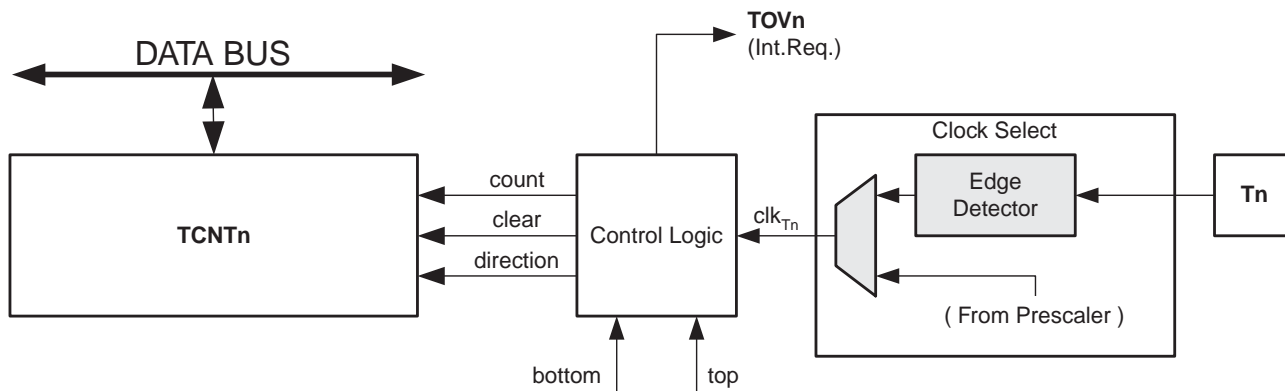 TOVn
(Int.Req.)
DATA BUS
Clock Select
count
Edge
Detector
Tn
TCNTn
clear
Control Logic
clkTn
direction
( From Prescaler )
bottom
top